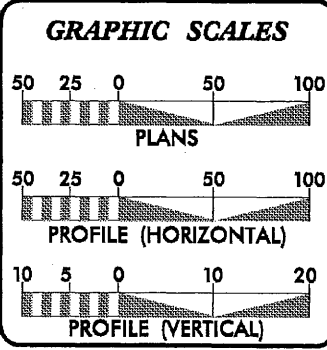 GRAPHIC SCALES
50 25 0 50 100
PLANS
50 25 0 50 100
PROFILE (HORIZONTAL)
10 5 0 10 20
PROFILE (VERTICAL)